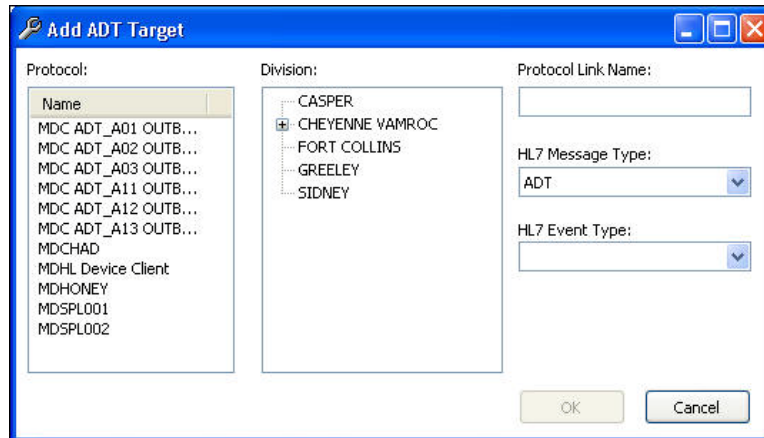 Add ADT Target
Protocol:
Name
MDC ADT_A01 OUTB...
MDC ADT_A02 OUTB...
MDC ADT_A03 OUTB...
MDC ADT_A11 OUTB...
MDC ADT_A12 OUTB...
MDC ADT_A13 OUTB...
MDCHAD
MDHL Device Client
MDHONEY
MDSPL001
MDSPL002
Division:
CASPER
CHEYENNE VAMROC
FORT COLLINS
GREELEY
SIDNEY
Protocol Link Name:
HL7 Message Type:
ADT
HL7 Event Type:
OK
Cancel